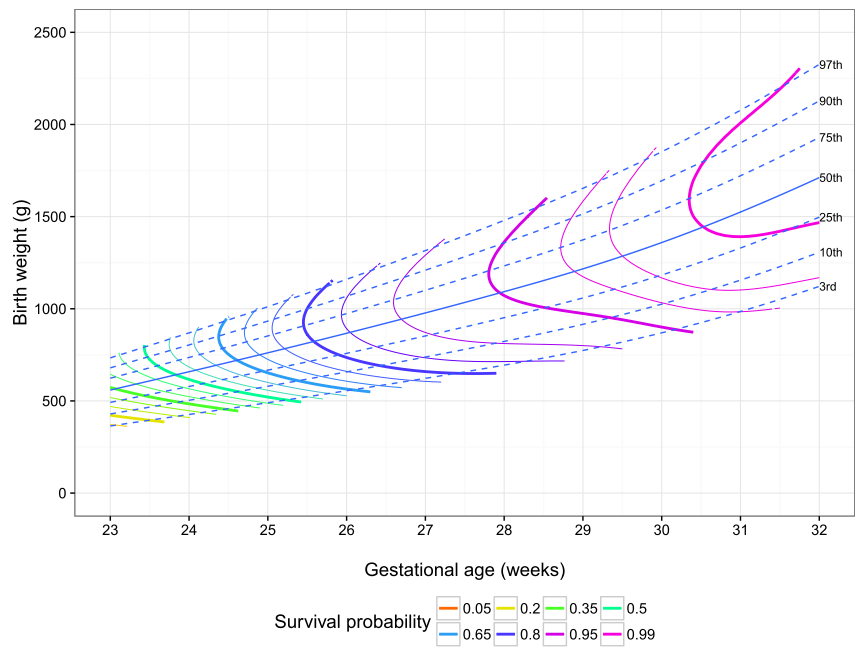 2500
2000
1500
1000
500
0
Birth weight (g)
97th
90th
75th
50th
25th
10th
3rd
23 24 25 26 27 28 29 30 31 32
Gestational age (weeks)
Survival probability
0.05 0.2 0.35 0.5
0.65 0.8 0.95 0.99